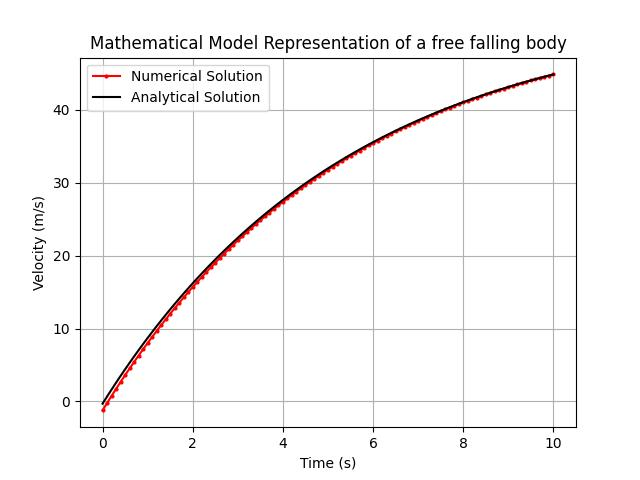 Mathematical Model Representation of a free falling body
Numerical Solution
Analytical Solution
Velocity (m/s)
40
30
20
10
0
0 2 4 6 8 10
Time (s)